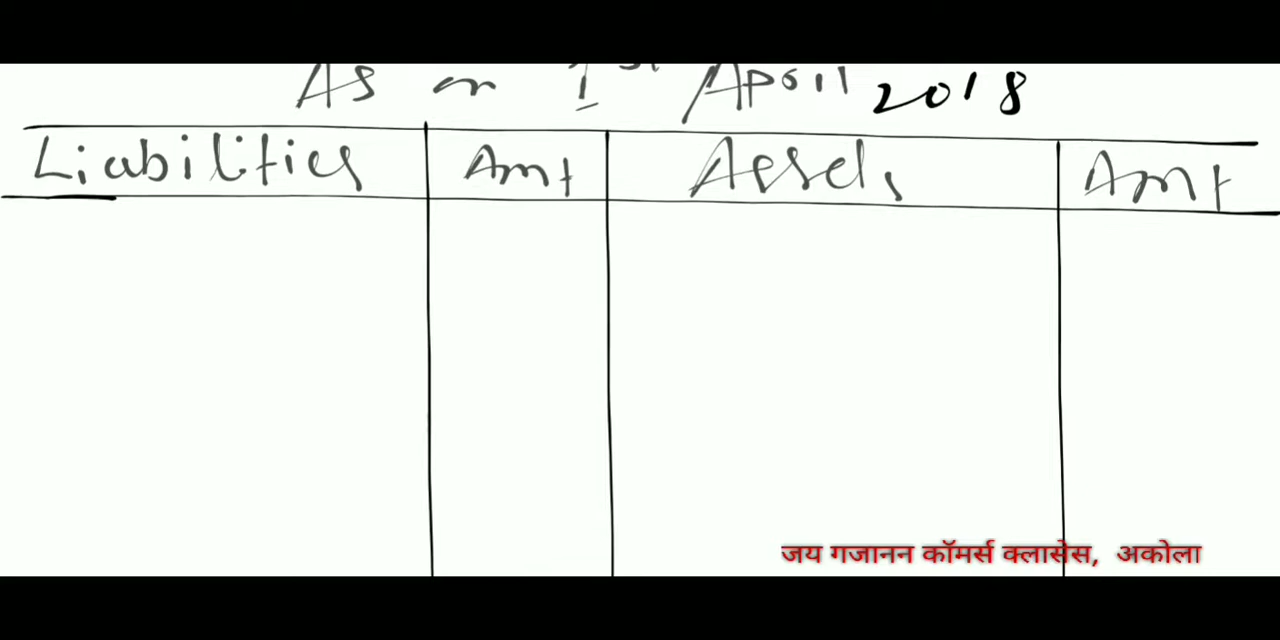 As on 1st April 2018
Liabilities Amt Assets Amt
जय गजानन कॉमर्स क्लासेस, अकोला